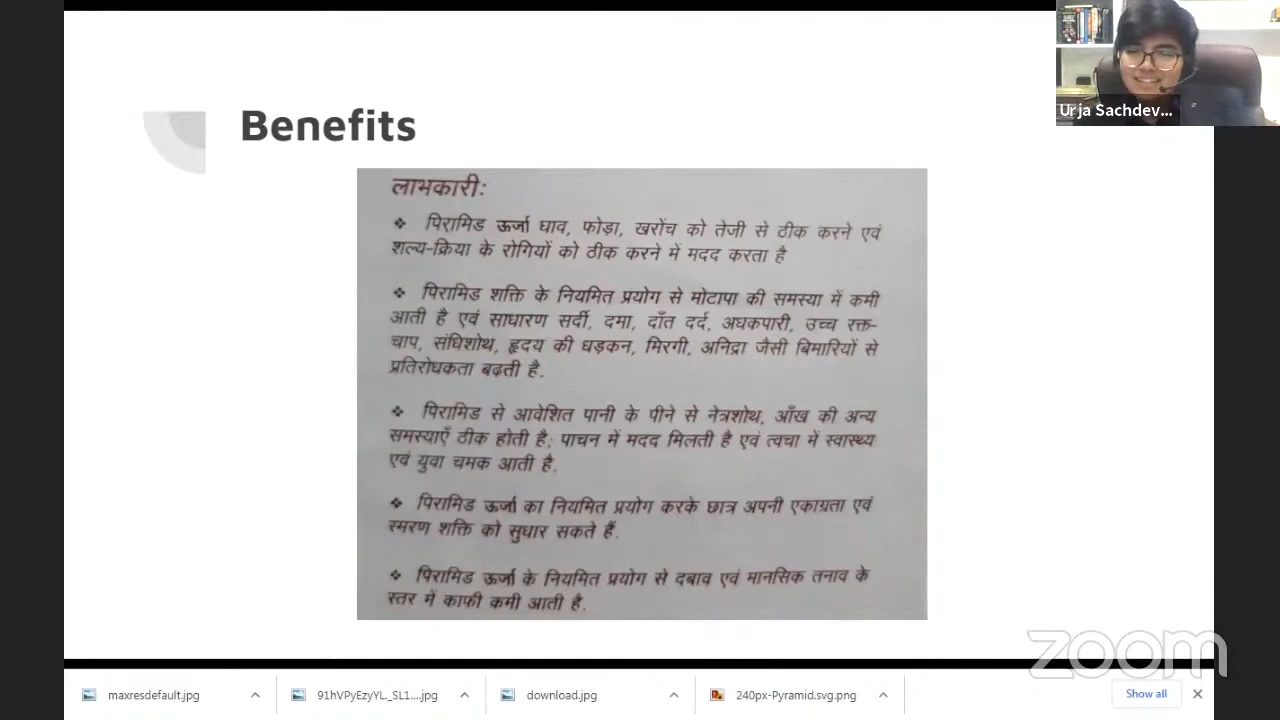 Urja Sachdev...
Benefits
लाभकारी:
❖ पिरामिड ऊर्जा घाव, फोड़ा, खरोंच को तेजी से ठीक करने एवं
शल्य-क्रिया के रोगियों को ठीक करने में मदद करता है
❖ पिरामिड शक्ति के नियमित प्रयोग से मोटापा की समस्या में कमी
आती है एवं साधारण सर्दी, दमा, दाँत दर्द, अधकपारी, उच्च रक्त-
चाप, संधिशोथ, हृदय की धड़कन, मिरगी, अनिद्रा जैसी बिमारियों से
प्रतिरोधकता बढ़ती है.
❖ पिरामिड से आवेशित पानी के पीने से नेत्रशोथ, आँख की अन्य
समस्याएँ ठीक होती है; पाचन में मदद मिलती है एवं त्वचा में स्वास्थ्य
एवं युवा चमक आती है.
❖ पिरामिड ऊर्जा का नियमित प्रयोग करके छात्र अपनी एकाग्रता एवं
स्मरण शक्ति को सुधार सकते हैं.
❖ पिरामिड ऊर्जा के नियमित प्रयोग से दबाव एवं मानसिक तनाव के
स्तर में काफी कमी आती है.
zoom
maxresdefault.jpg
91hVPyEzyYL._SL1....jpg
download.jpg
240px-Pyramid.svg.png
Show all